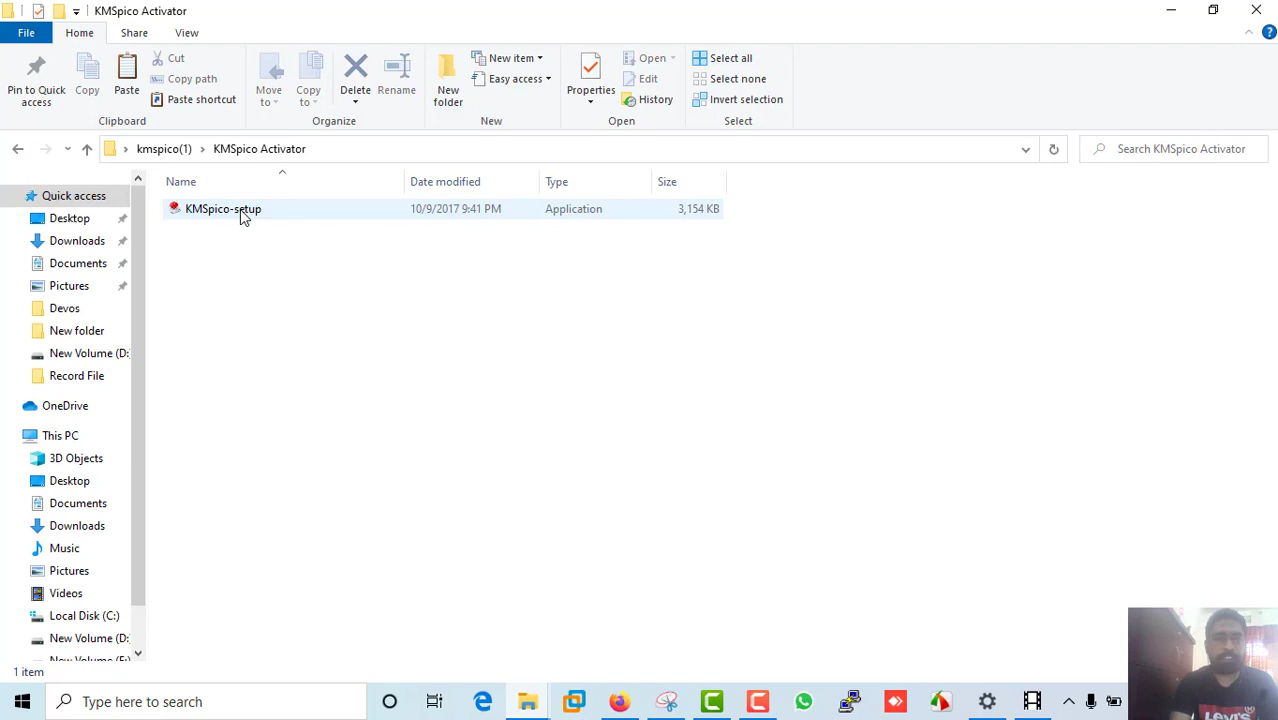 KMSpico Activator
File
Home
Share
View
Pin to Quick access
Copy
Paste
Cut
Copy path
Paste shortcut
Clipboard
Move to
Copy to
Delete
Rename
Organize
New folder
New item
Easy access
New
Properties
Open
Edit
History
Open
Select all
Select none
Invert selection
Select
kmspico(1)
KMSpico Activator
Search KMSpico Activator
Name
Date modified
Type
Size
KMSpico-setup
10/9/2017 9:41 PM
Application
3,154 KB
Quick access
Desktop
Downloads
Documents
Pictures
Devos
New folder
New Volume (D:
Record File
OneDrive
This PC
3D Objects
Desktop
Documents
Downloads
Music
Pictures
Videos
Local Disk (C:)
New Volume (D:
New Volume (E:
1 item
Type here to search
Levi's